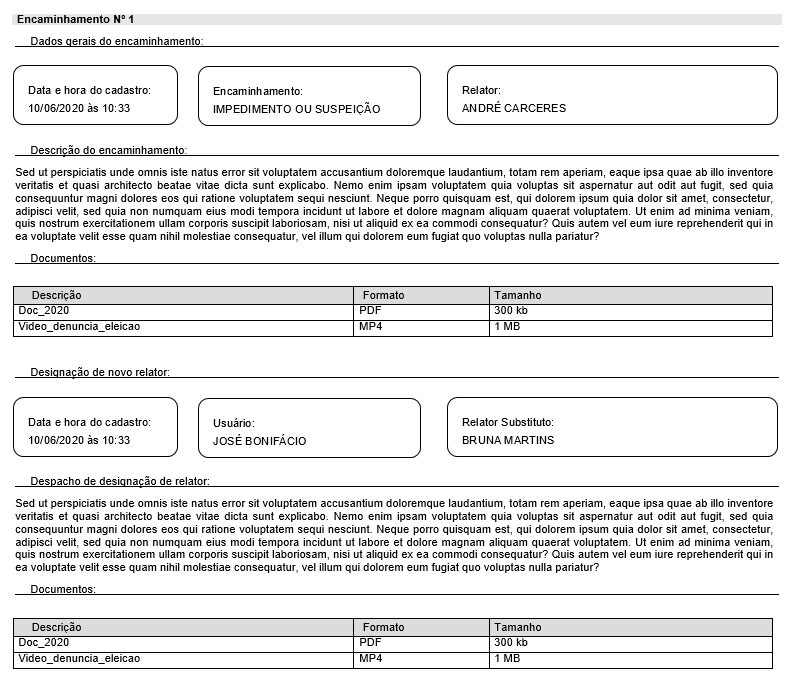 Encaminhamento Nº 1
Dados gerais do encaminhamento:
Data e hora do cadastro:
10/06/2020 às 10:33
Encaminhamento:
IMPEDIMENTO OU SUSPEIÇÃO
Relator:
ANDRÉ CARCERES
Descrição do encaminhamento:
Sed ut perspiciatis unde omnis iste natus error sit voluptatem accusantium doloremque laudantium, totam rem aperiam, eaque ipsa quae ab illo inventore
veritatis et quasi architecto beatae vitae dicta sunt explicabo. Nemo enim ipsam voluptatem quia voluptas sit aspernatur aut odit aut fugit, sed quia
consequuntur magni dolores eos qui ratione voluptatem sequi nesciunt. Neque porro quisquam est, qui dolorem ipsum quia dolor sit amet, consectetur,
adipisci velit, sed quia non numquam eius modi tempora incidunt ut labore et dolore magnam aliquam quaerat voluptatem. Ut enim ad minima veniam,
quis nostrum exercitationem ullam corporis suscipit laboriosam, nisi ut aliquid ex ea commodi consequatur? Quis autem vel eum iure reprehenderit qui in
ea voluptate velit esse quam nihil molestiae consequatur, vel illum qui dolorem eum fugiat quo voluptas nulla pariatur?
Documentos:
Descrição Formato Tamanho
Doc_2020 PDF 300 kb
Video_denuncia_eleicao MP4 1 MB
Designação de novo relator:
Data e hora do cadastro:
10/06/2020 às 10:33
Usuário:
JOSÉ BONIFÁCIO
Relator Substituto:
BRUNA MARTINS
Despacho de designação de relator:
Sed ut perspiciatis unde omnis iste natus error sit voluptatem accusantium doloremque laudantium, totam rem aperiam, eaque ipsa quae ab illo inventore
veritatis et quasi architecto beatae vitae dicta sunt explicabo. Nemo enim ipsam voluptatem quia voluptas sit aspernatur aut odit aut fugit, sed quia
consequuntur magni dolores eos qui ratione voluptatem sequi nesciunt. Neque porro quisquam est, qui dolorem ipsum quia dolor sit amet, consectetur,
adipisci velit, sed quia non numquam eius modi tempora incidunt ut labore et dolore magnam aliquam quaerat voluptatem. Ut enim ad minima veniam,
quis nostrum exercitationem ullam corporis suscipit laboriosam, nisi ut aliquid ex ea commodi consequatur? Quis autem vel eum iure reprehenderit qui in
ea voluptate velit esse quam nihil molestiae consequatur, vel illum qui dolorem eum fugiat quo voluptas nulla pariatur?
Documentos:
Descrição Formato Tamanho
Doc_2020 PDF 300 kb
Video_denuncia_eleicao MP4 1 MB